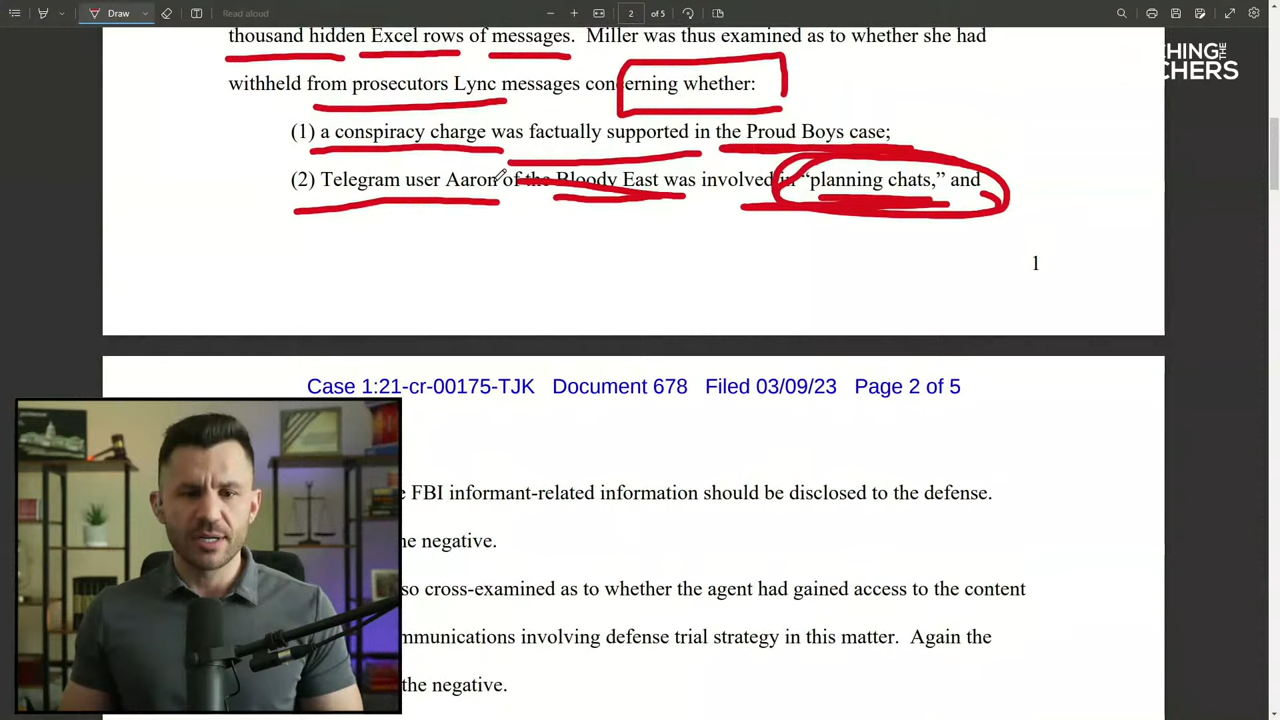 Draw
Read aloud
2 of 5
thousand hidden Excel rows of messages. Miller was thus examined as to whether she had
CHING THE
CHERS
withheld from prosecutors Lync messages concerning whether:
(1) a conspiracy charge was factually supported in the Proud Boys case;
(2) Telegram user Aaron of the Bloody East was involved in “planning chats,” and
1
Case 1:21-cr-00175-TJK Document 678 Filed 03/09/23 Page 2 of 5
FBI informant-related information should be disclosed to the defense.
negative.
so cross-examined as to whether the agent had gained access to the content
mmunications involving defense trial strategy in this matter. Again the
the negative.